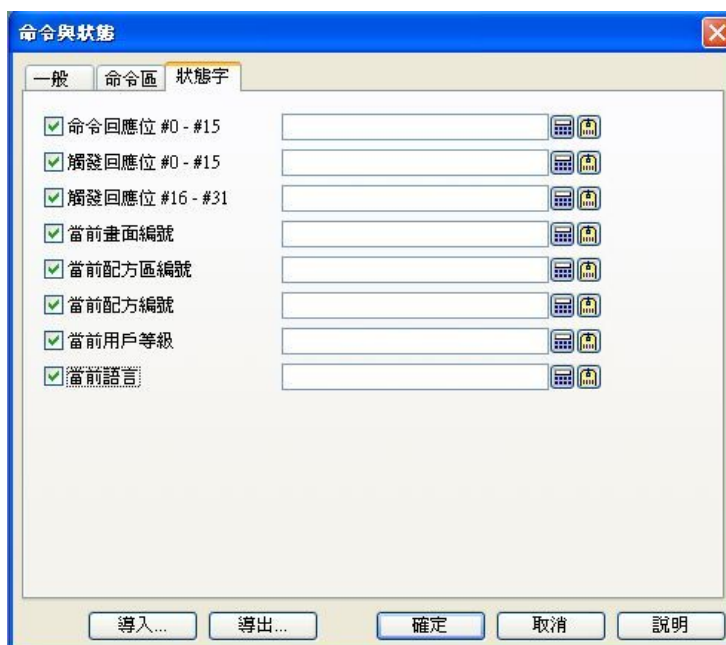 命令與狀態
一般 命令區 狀態字
命令回應位 #0 - #15
觸發回應位 #0 - #15
觸發回應位 #16 - #31
當前畫面編號
當前配方區編號
當前配方編號
當前用戶等級
當前語言
導入... 導出... 確定 取消 說明